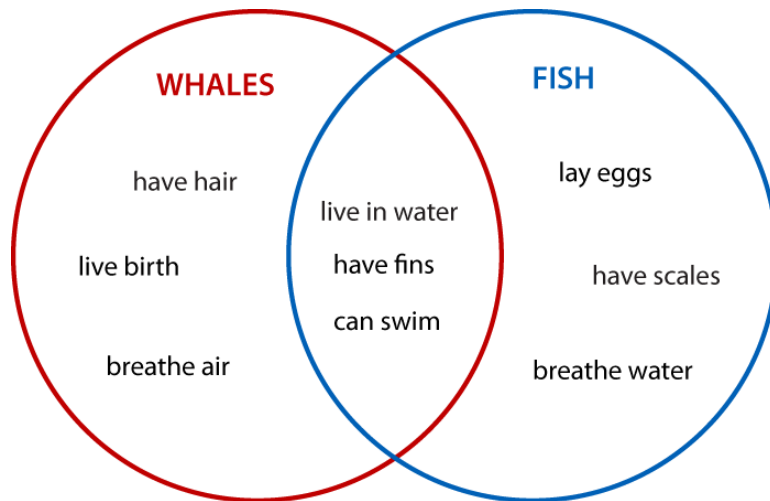 WHALES
have hair
live birth
breathe air
live in water
have fins
can swim
FISH
lay eggs
have scales
breathe water